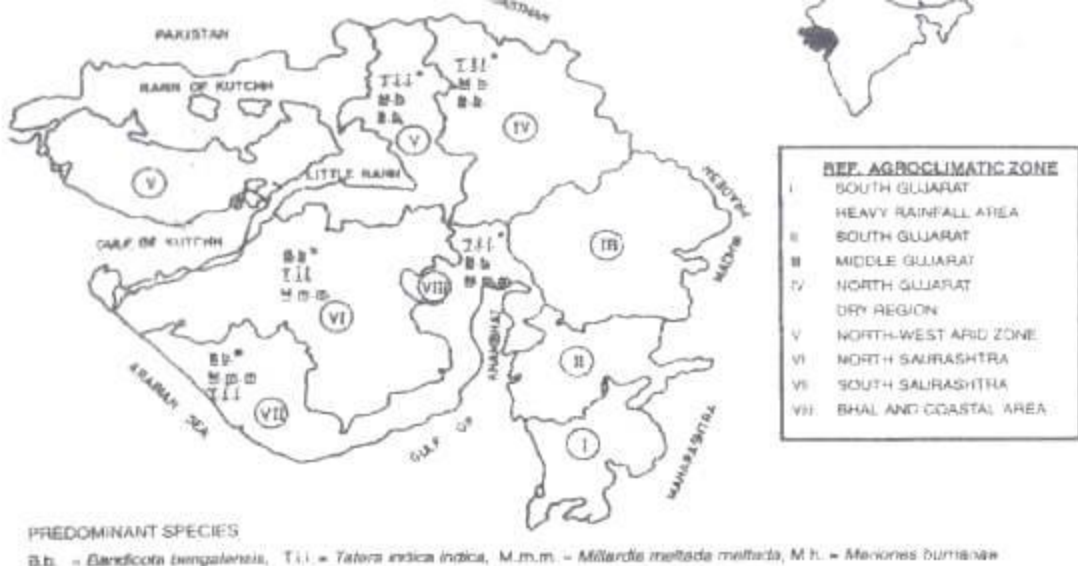 PAKISTAN
RANN OF KUTCHH
T.i.i.*
T.i.i.*
V
IV
V
LITTLE RANN
GULF OF KUTCHH
MADHYA
PRADESH
B.b.*
T.i.i.
M.m.m.
T.i.i.*
B.b.
M.m.m.
VI
VIII
III
ARABIAN SEA
B.b.*
M.m.m.
T.i.i.
VII
GULF OF
KHAMBHAT
II
I
MAHARASHTRA
REF. AGROCLIMATIC ZONE
I SOUTH GUJARAT
HEAVY RAINFALL AREA
II SOUTH GUJARAT
III MIDDLE GUJARAT
IV NORTH GUJARAT
DRY REGION
V NORTH-WEST ARID ZONE
VI NORTH SAURASHTRA
VII SOUTH SAURASHTRA
VIII BHAL AND COASTAL AREA
PREDOMINANT SPECIES
B.b. - Bandicota bengalensis, T.i.i. = Tatera indica indica, M.m.m. - Millardia meltada meltada, M.h. = Meriones hurrianae